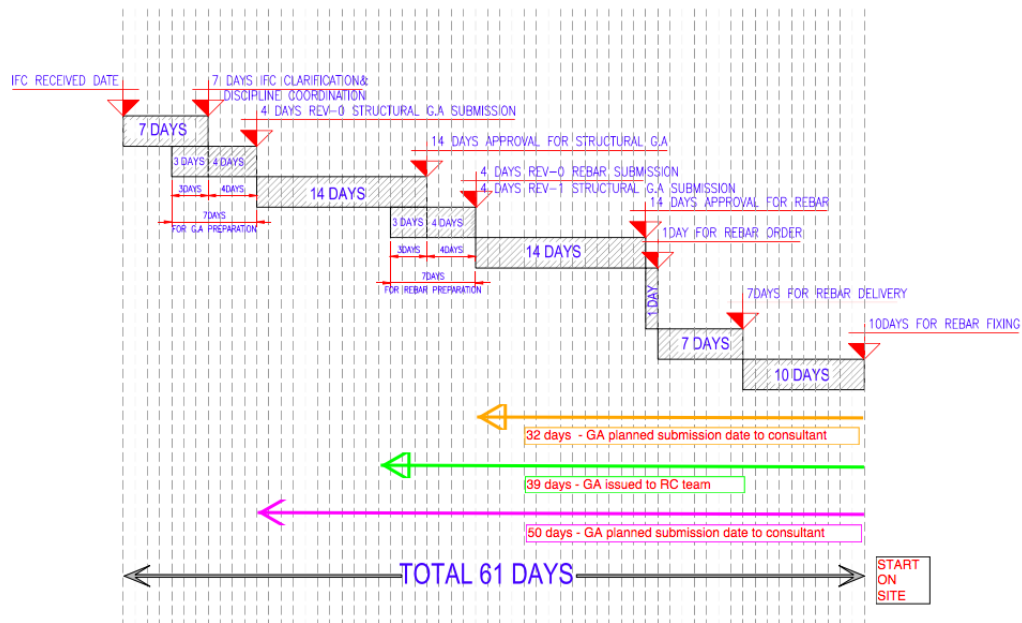 IFC RECEIVED DATE
7 DAYS IFC CLARIFICATION&
DISCIPLINE COORDINATION
4 DAYS REV-0 STRUCTURAL G.A SUBMISSION
7 DAYS
14 DAYS APPROVAL FOR STRUCTURAL G.A
3 DAYS
4 DAYS
4 DAYS REV-0 REBAR SUBMISSION
4 DAYS REV-1 STRUCTURAL G.A SUBMISSION
3DAYS
4DAYS
14 DAYS
14 DAYS APPROVAL FOR REBAR
7DAYS
FOR G.A PREPARATION
3 DAYS
4 DAYS
1DAY FOR REBAR ORDER
3DAYS
4DAYS
14 DAYS
7DAYS
FOR REBAR PREPARATION
1 DAY
7DAYS FOR REBAR DELIVERY
10DAYS FOR REBAR FIXING
7 DAYS
10 DAYS
32 days - GA planned submission date to consultant
39 days - GA issued to RC team
50 days - GA planned submission date to consultant
TOTAL 61 DAYS
START
ON
SITE